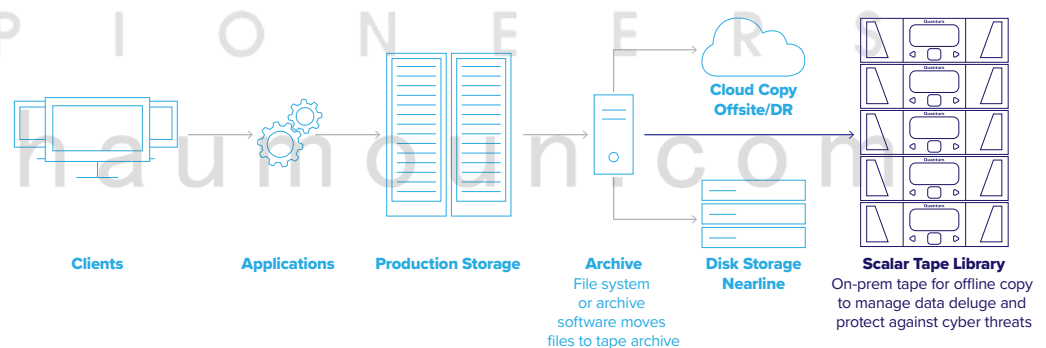 PIONEERS
haumoun.com
Quantum
Quantum
Quantum
Quantum
Quantum
Cloud Copy
Offsite/DR
Clients
Applications
Production Storage
Archive
File system
or archive
software moves
files to tape archive
Disk Storage
Nearline
Scalar Tape Library
On-prem tape for offline copy
to manage data deluge and
protect against cyber threats